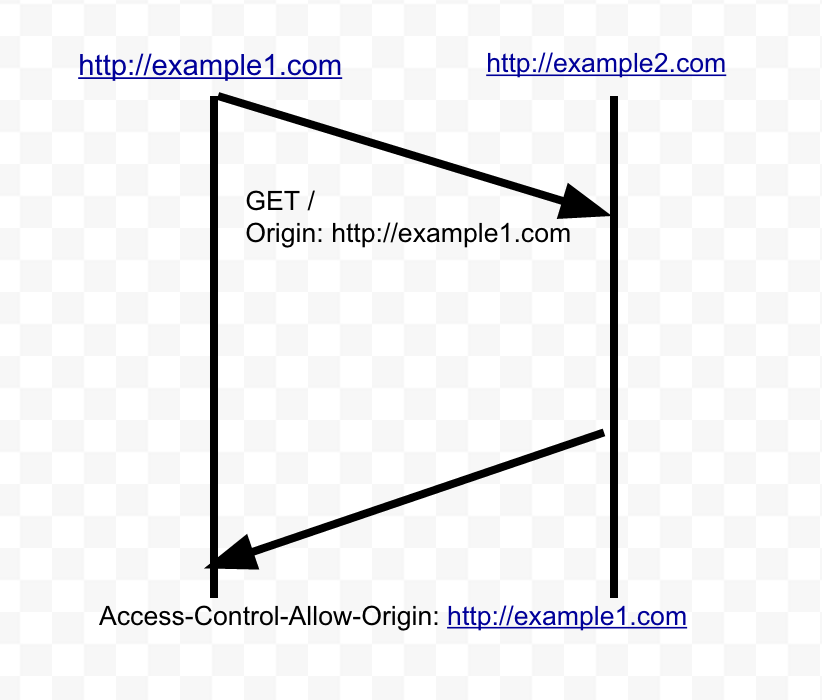 http://example1.com
http://example2.com
GET /
Origin: http://example1.com
Access-Control-Allow-Origin: http://example1.com